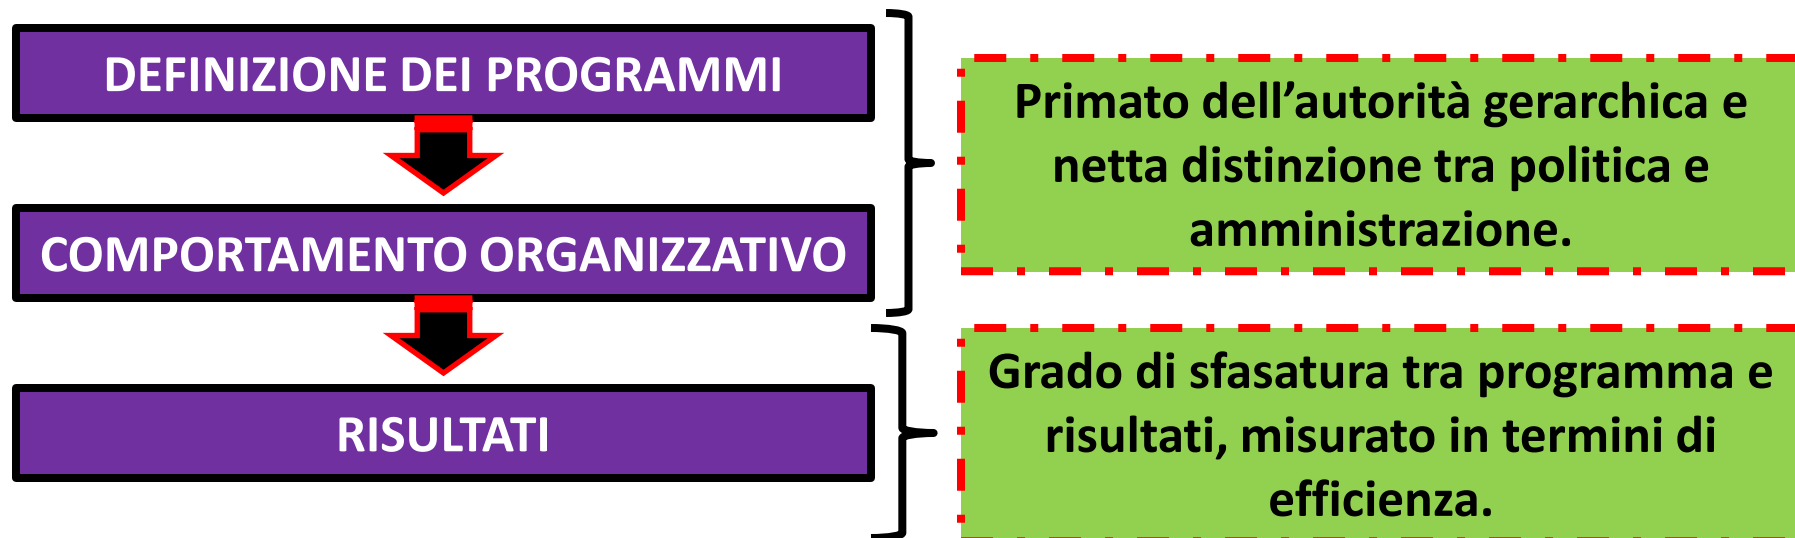 DEFINIZIONE DEI PROGRAMMI
COMPORTAMENTO ORGANIZZATIVO
RISULTATI
Primato dell’autorità gerarchica e
netta distinzione tra politica e
amministrazione.
Grado di sfasatura tra programma e
risultati, misurato in termini di
efficienza.